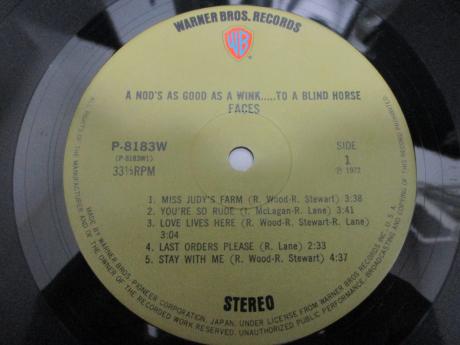 WARNER BROS. RECORDS
WB
A NOD'S AS GOOD AS A WINK.....TO A BLIND HORSE
FACES
P-8183W
(P-8183W1)
33⅓RPM
STEREO
SIDE
1
Ⓟ 1972
1. MISS JUDY'S FARM (R. Wood-R. Stewart) 3:38
2. YOU'RE SO RUDE (I. McLagan-R. Lane) 3:41
3. LOVE LIVES HERE (R. Wood-R. Stewart-R. Lane)
3:04
4. LAST ORDERS PLEASE (R. Lane) 2:33
5. STAY WITH ME (R. Wood-R. Stewart) 4:37
ALL RIGHTS OF THE MANUFACTURER AND OF THE OWNER OF THE RECORDED WORK RESERVED. UNAUTHORIZED PUBLIC PERFORMANCE, BROADCASTING AND COPYING OF THIS RECORD PROHIBITED
MADE BY WARNER BROS. PIONEER CORPORATION, JAPAN, UNDER LICENSE FROM WARNER BROS. RECORDS INC. U.S.A.